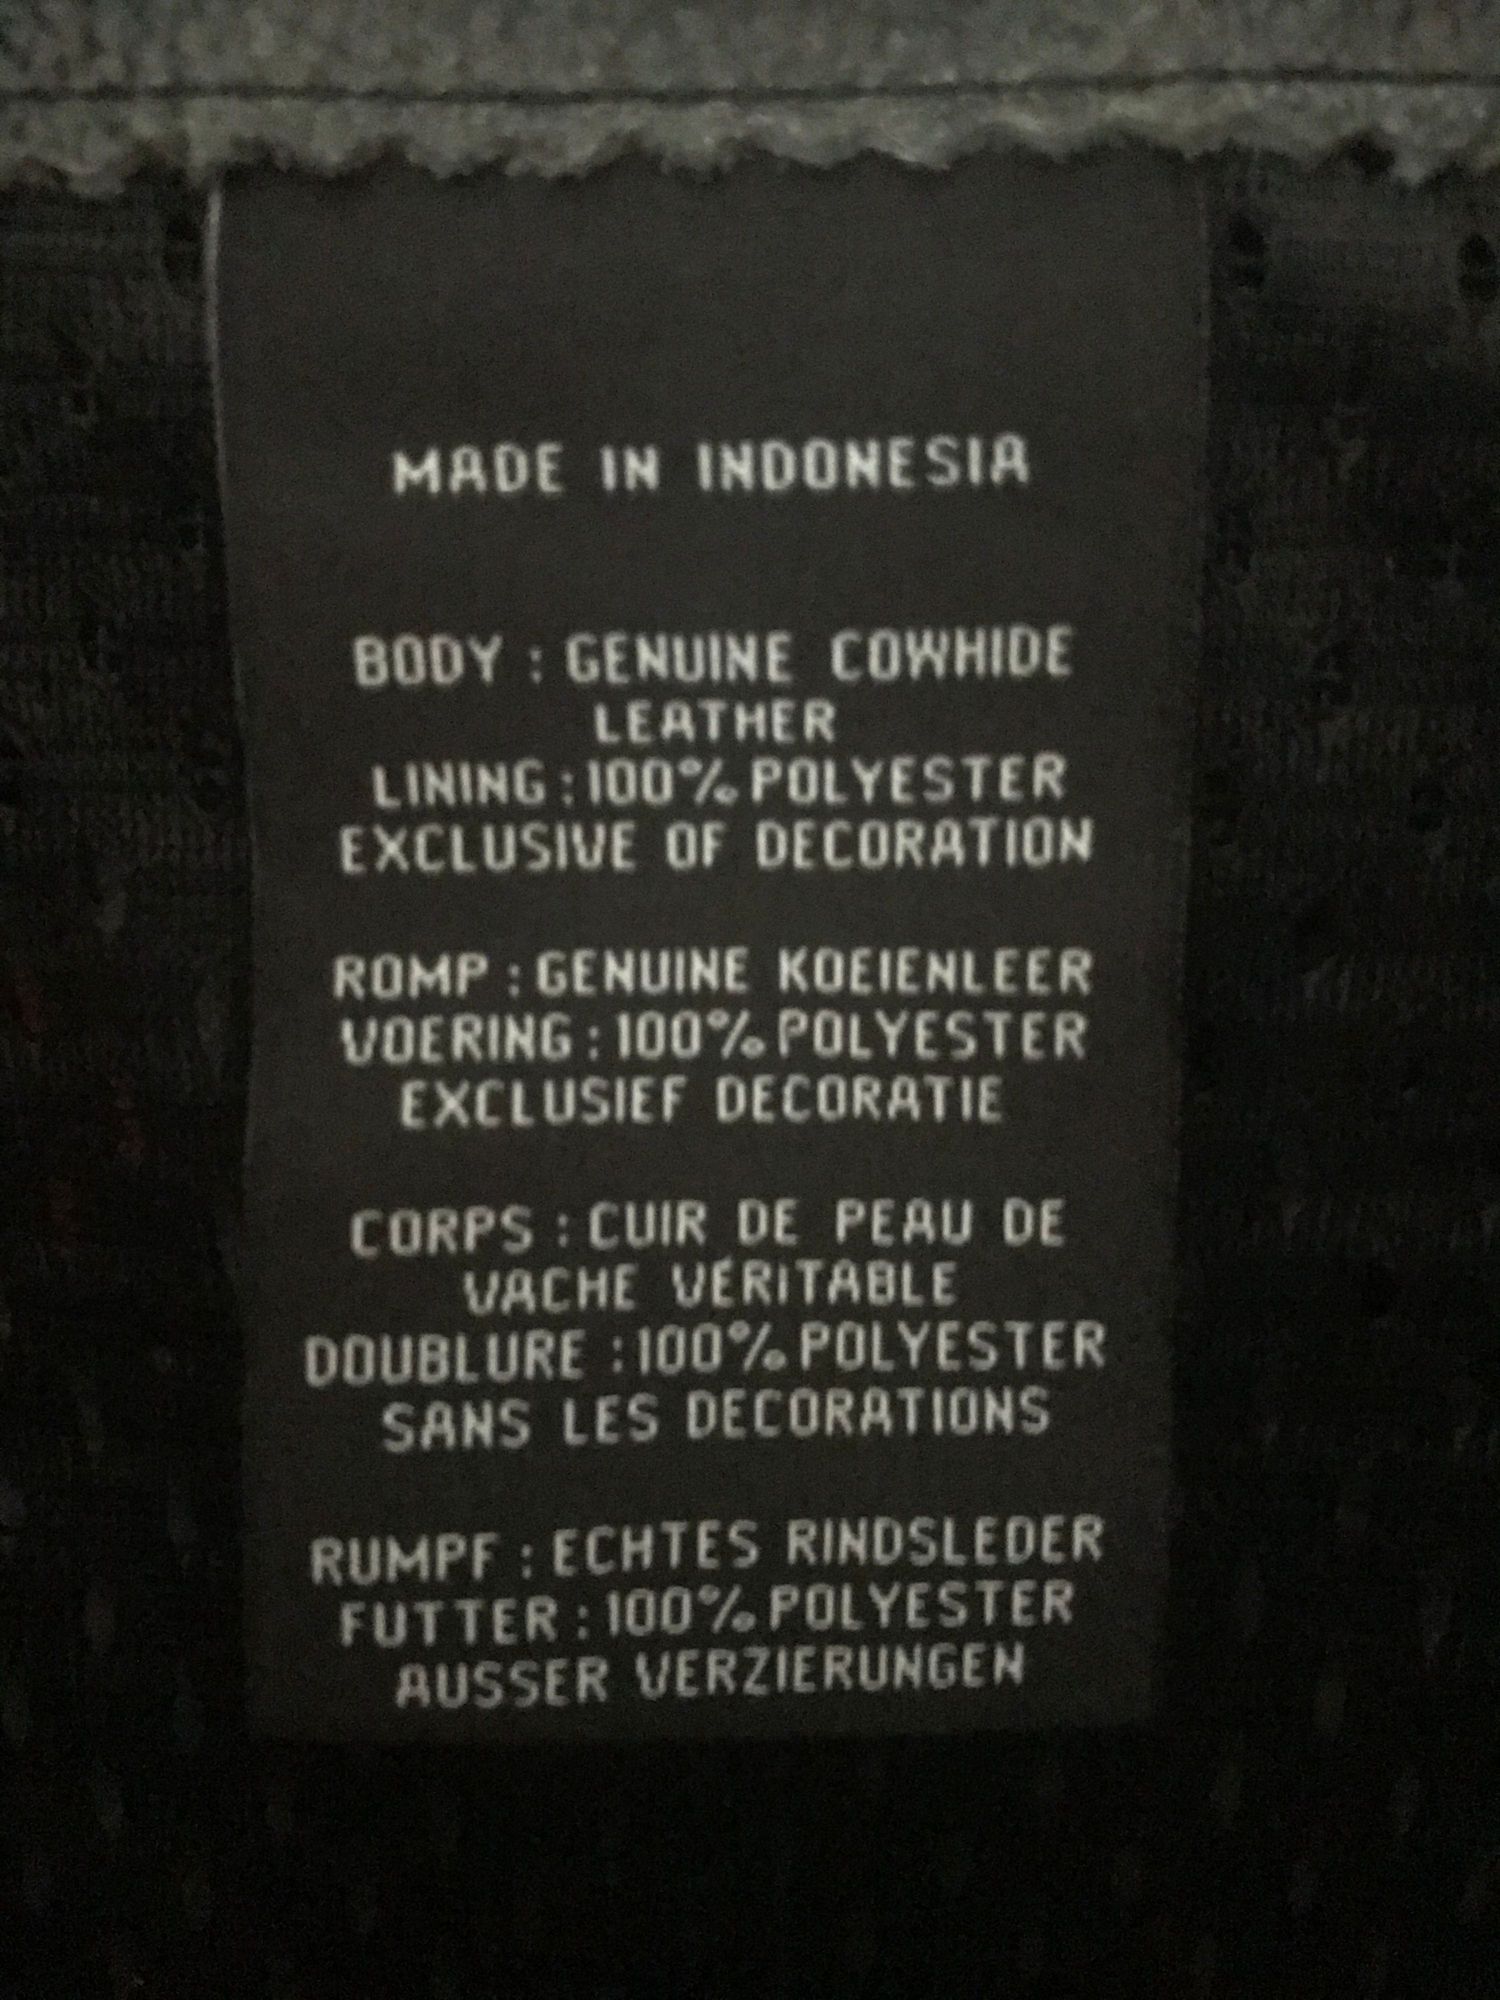 MADE IN INDONESIA
BODY : GENUINE COWHIDE
LEATHER
LINING : 100% POLYESTER
EXCLUSIVE OF DECORATION
ROMP : GENUINE KOEIENLEER
VOERING : 100% POLYESTER
EXCLUSIEF DECORATIE
CORPS : CUIR DE PEAU DE
VACHE VÉRITABLE
DOUBLURE : 100% POLYESTER
SANS LES DECORATIONS
RUMPF : ECHTES RINDSLEDER
FUTTER : 100% POLYESTER
AUSSER VERZIERUNGEN